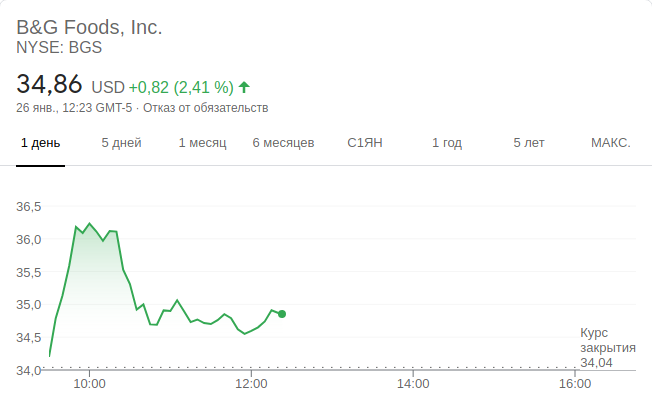 B&G Foods, Inc.
NYSE: BGS
34,86 USD +0,82 (2,41 %)
26 янв., 12:23 GMT-5 · Отказ от обязательств
1 день 5 дней 1 месяц 6 месяцев С1ЯН 1 год 5 лет МАКС.
36,5
36,0
35,5
35,0
34,5
34,0
Курс
закрытия
34,04
10:00 12:00 14:00 16:00